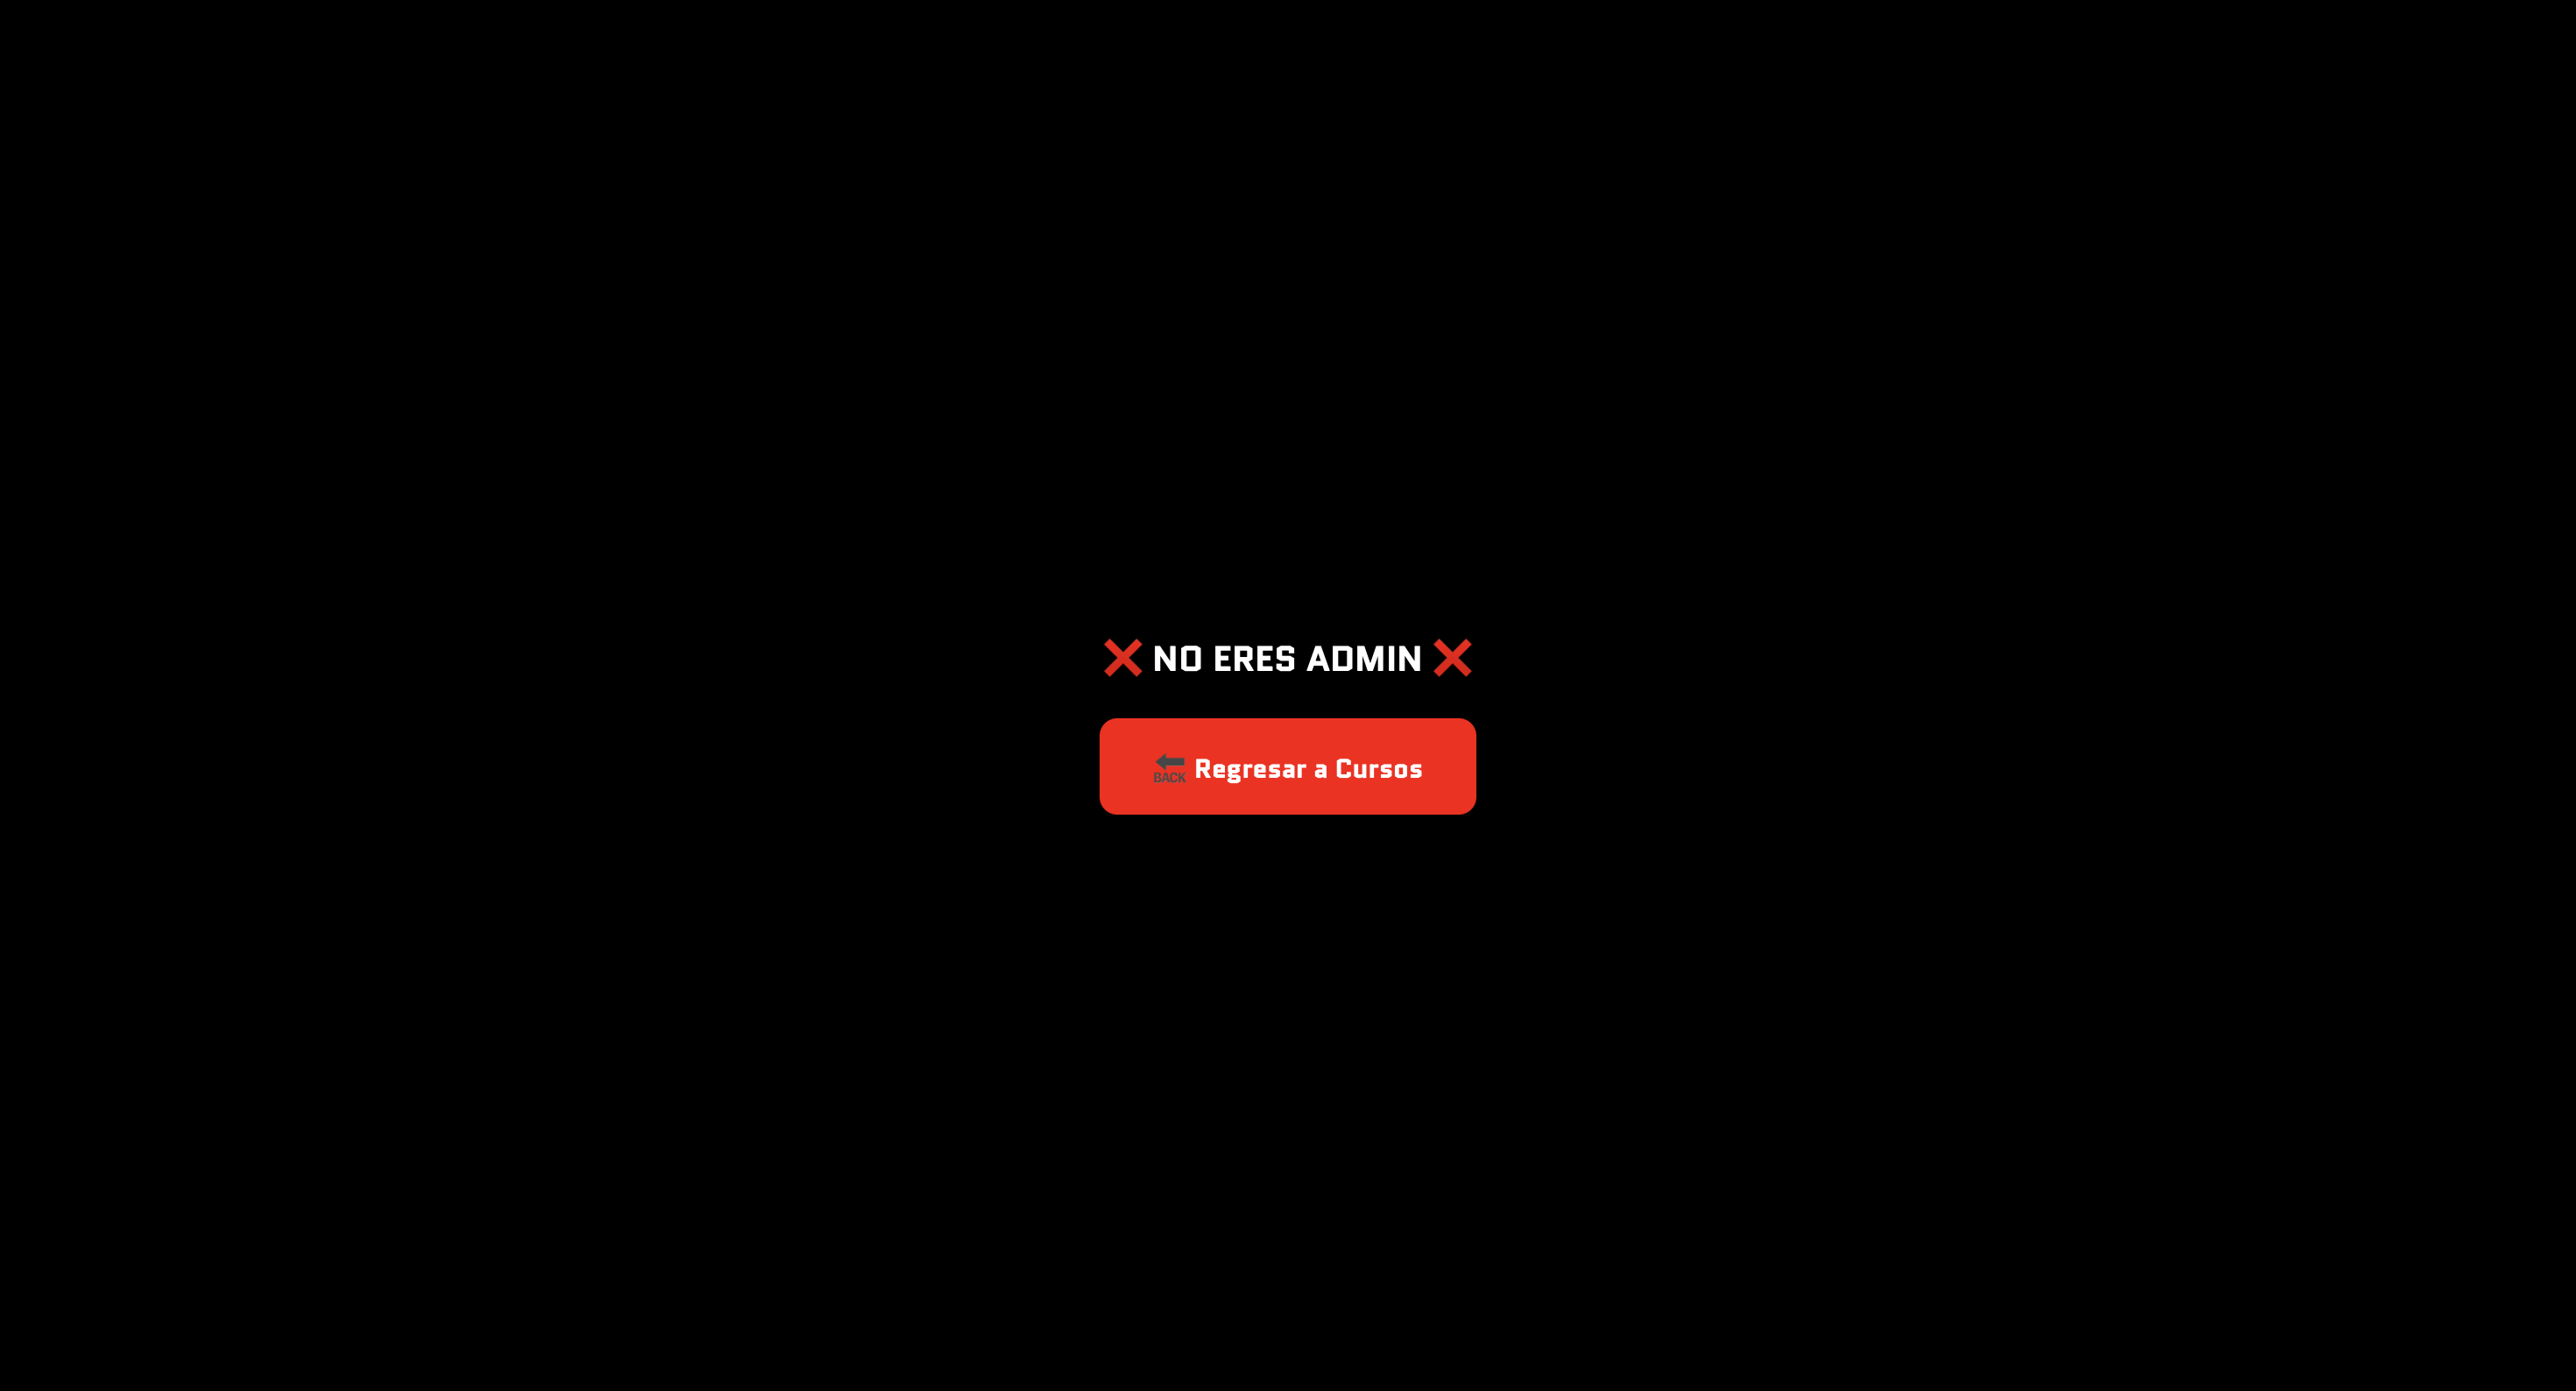 ❌ NO ERES ADMIN ❌
🔙 Regresar a Cursos